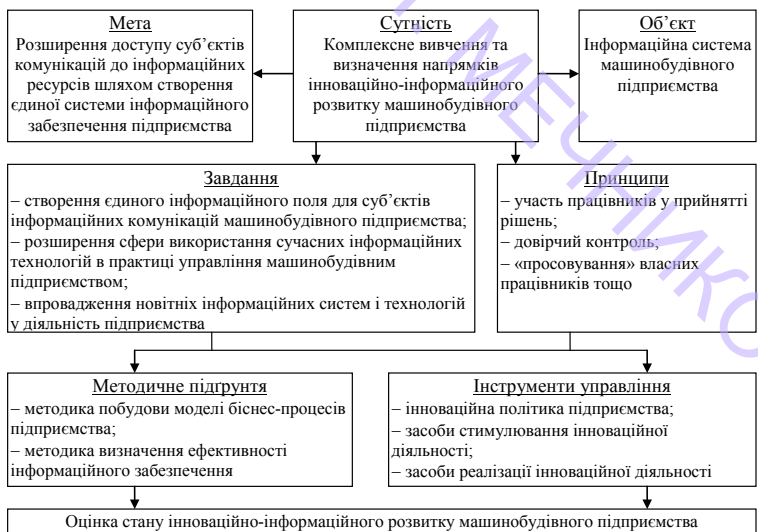 Мета
Розширення доступу суб’єктів
комунікацій до інформаційних
ресурсів шляхом створення
єдиної системи інформаційного
забезпечення підприємства
Сутність
Комплексне вивчення та
визначення напрямків
інноваційно-інформаційного
розвитку машинобудівного
підприємства
Об’єкт
Інформаційна система
машинобудівного
підприємства
Завдання
– створення єдиного інформаційного поля для суб’єктів
інформаційних комунікацій машинобудівного підприємства;
– розширення сфери використання сучасних інформаційних
технологій в практиці управління машинобудівним
підприємством;
– впровадження новітніх інформаційних систем і технологій
у діяльність підприємства
Принципи
– участь працівників у прийнятті
рішень;
– довірчий контроль;
– «просовування» власних
працівників тощо
Методичне підґрунтя
– методика побудови моделі бізнес-процесів
підприємства;
– методика визначення ефективності
інформаційного забезпечення
Інструменти управління
– інноваційна політика підприємства;
– засоби стимулювання інноваційної
діяльності;
– засоби реалізації інноваційної діяльності
Оцінка стану інноваційно-інформаційного розвитку машинобудівного підприємства